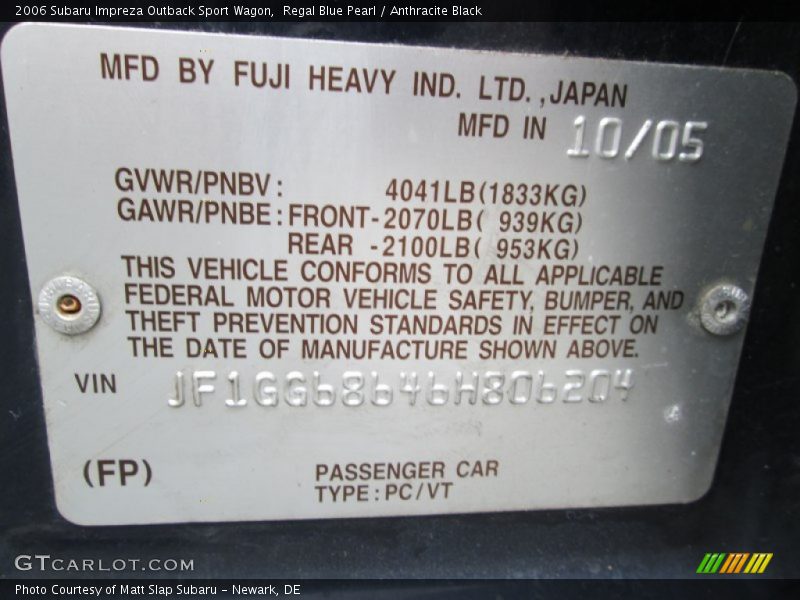 2006 Subaru Impreza Outback Sport Wagon, Regal Blue Pearl / Anthracite Black
MFD BY FUJI HEAVY IND. LTD., JAPAN
MFD IN 10/05
GVWR/PNBV: 4041LB(1833KG)
GAWR/PNBE: FRONT-2070LB( 939KG)
REAR -2100LB( 953KG)
THIS VEHICLE CONFORMS TO ALL APPLICABLE
FEDERAL MOTOR VEHICLE SAFETY, BUMPER, AND
THEFT PREVENTION STANDARDS IN EFFECT ON
THE DATE OF MANUFACTURE SHOWN ABOVE.
VIN JF1GG68646H806204
(FP) PASSENGER CAR
TYPE: PC/VT
GTCARLOT.COM
Photo Courtesy of Matt Slap Subaru - Newark, DE